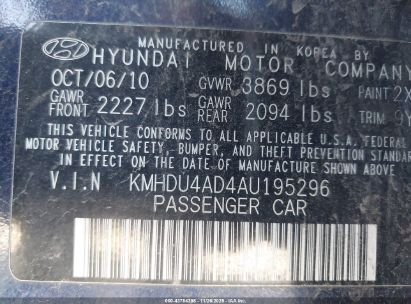 MANUFACTURED IN KOREA BY
HYUNDAI MOTOR COMPANY
OCT/06/10 GVWR 3869 lbs PAINT 2X
GAWR FRONT 2227 lbs GAWR REAR 2094 lbs TRIM 9Y
THIS VEHICLE CONFORMS TO ALL APPLICABLE U.S.A. FEDERAL
MOTOR VEHICLE SAFETY, BUMPER, AND THEFT PREVENTION STANDARD
IN EFFECT ON THE DATE OF MANUFACTURE SHOWN ABOVE.
V.I.N KMHDU4AD4AU195296
PASSENGER CAR